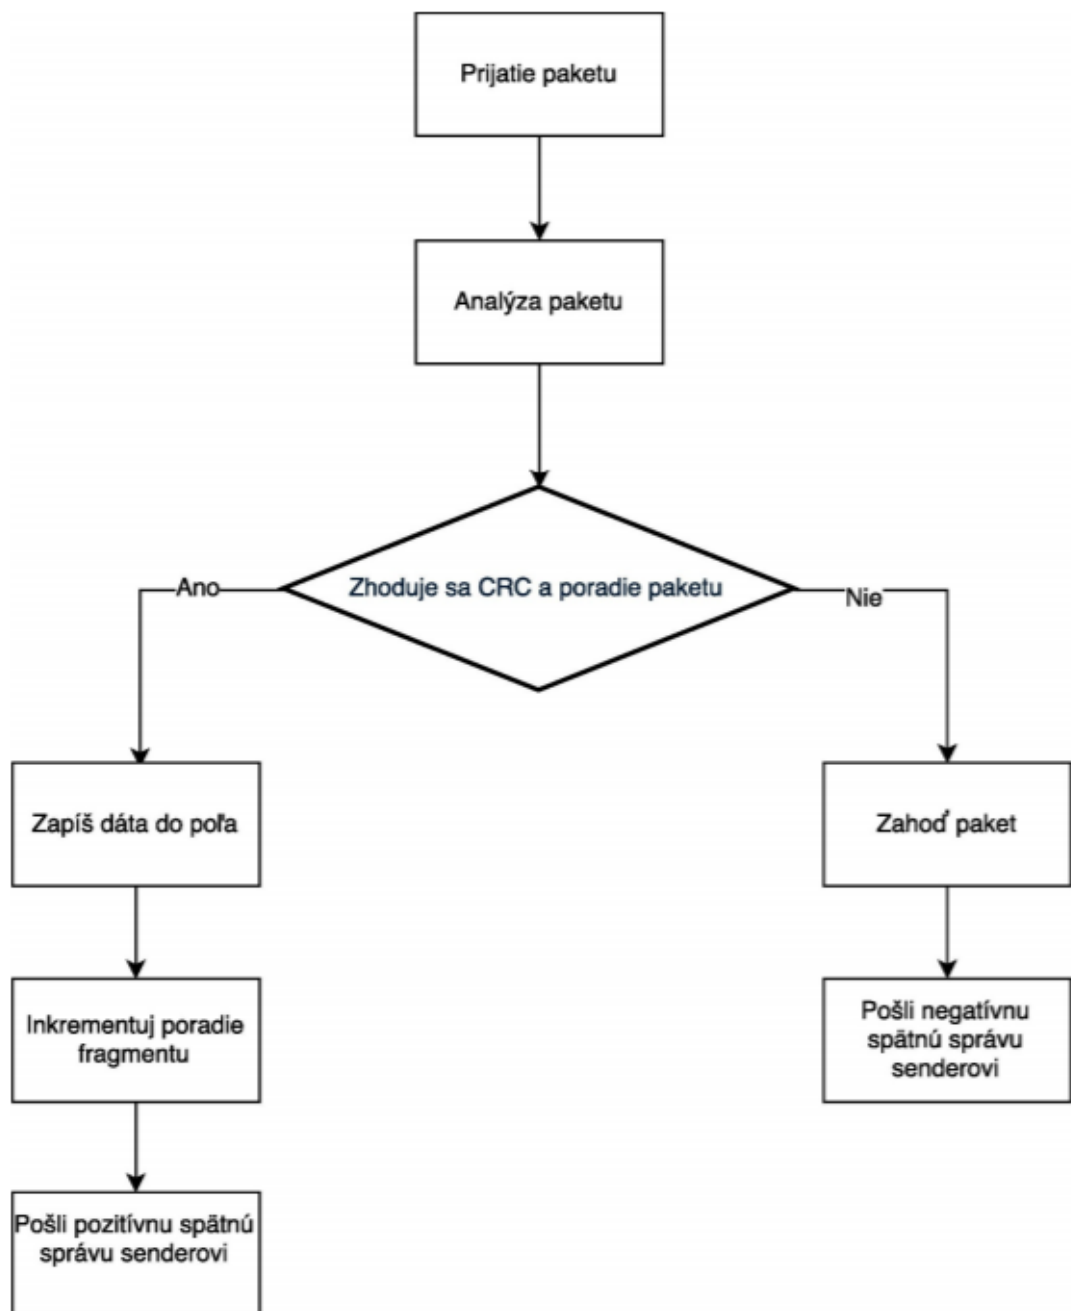 Prijatie paketu
Analýza paketu
Zhoduje sa CRC a poradie paketu
Ano
Nie
Zapíš dáta do poľa
Zahoď paket
Inkrementuj poradie
fragmentu
Pošli negatívnu
spätnú správu
senderovi
Pošli pozitívnu spätnú
správu senderovi